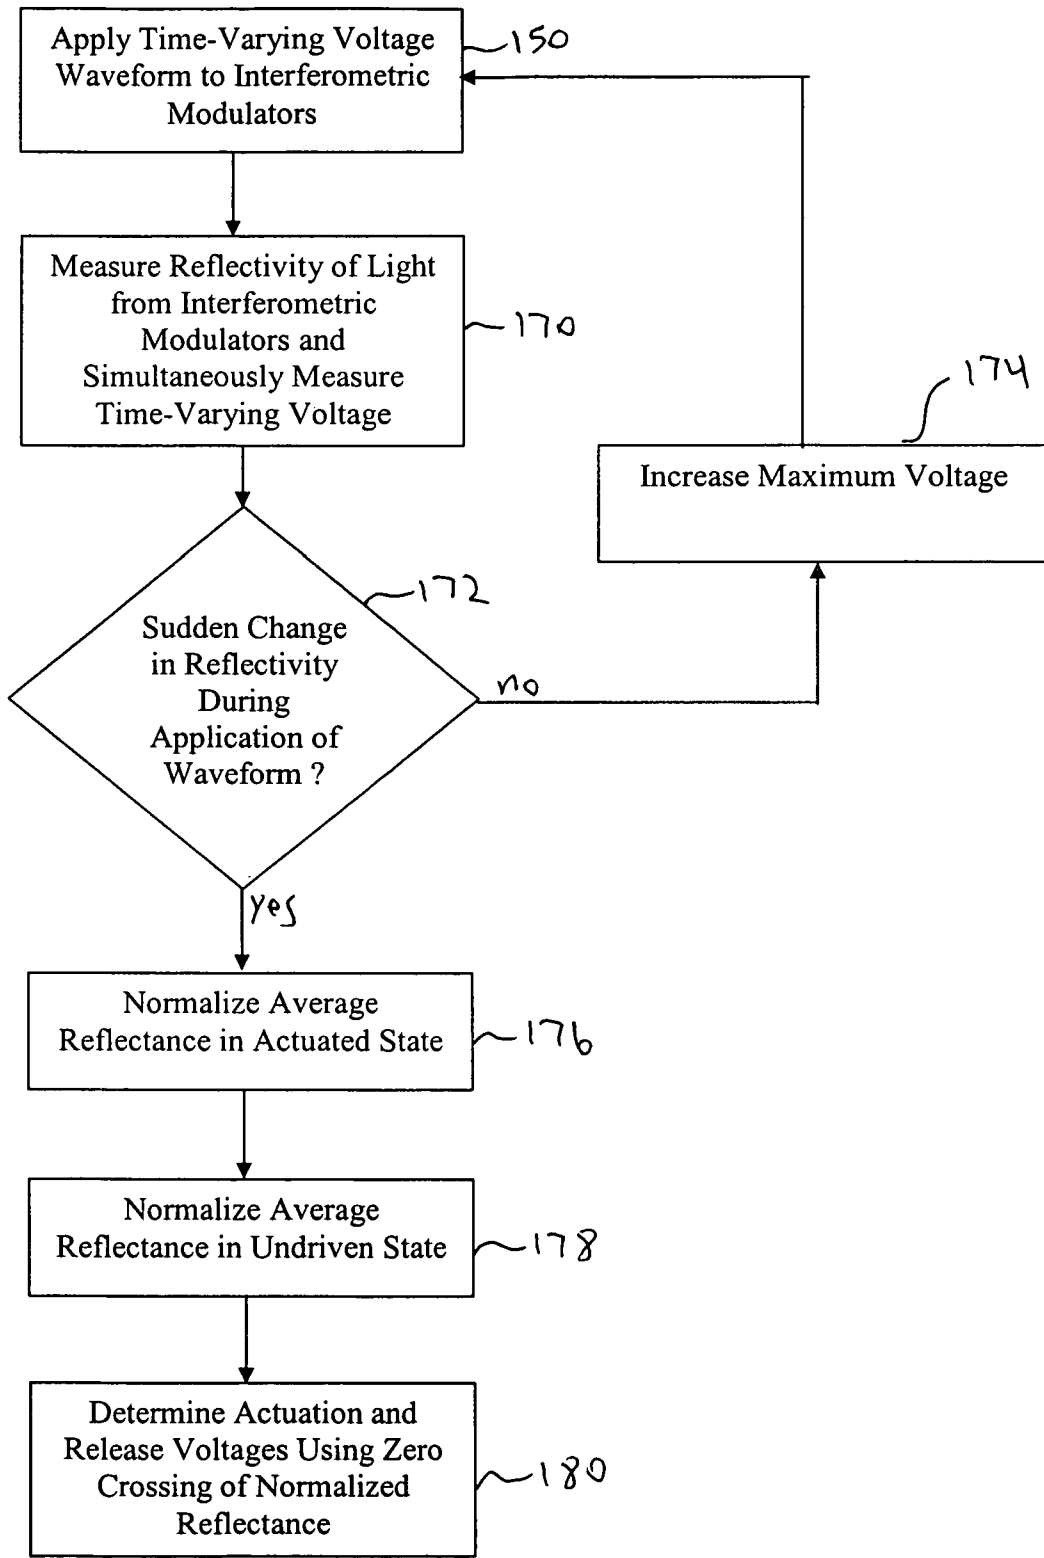 Apply Time-Varying Voltage
Waveform to Interferometric
Modulators
150
Measure Reflectivity of Light
from Interferometric
Modulators and
Simultaneously Measure
Time-Varying Voltage
170
174
Increase Maximum Voltage
172
Sudden Change
in Reflectivity
During
Application of
Waveform ?
no
yes
Normalize Average
Reflectance in Actuated State
176
Normalize Average
Reflectance in Undriven State
178
Determine Actuation and
Release Voltages Using Zero
Crossing of Normalized
Reflectance
180